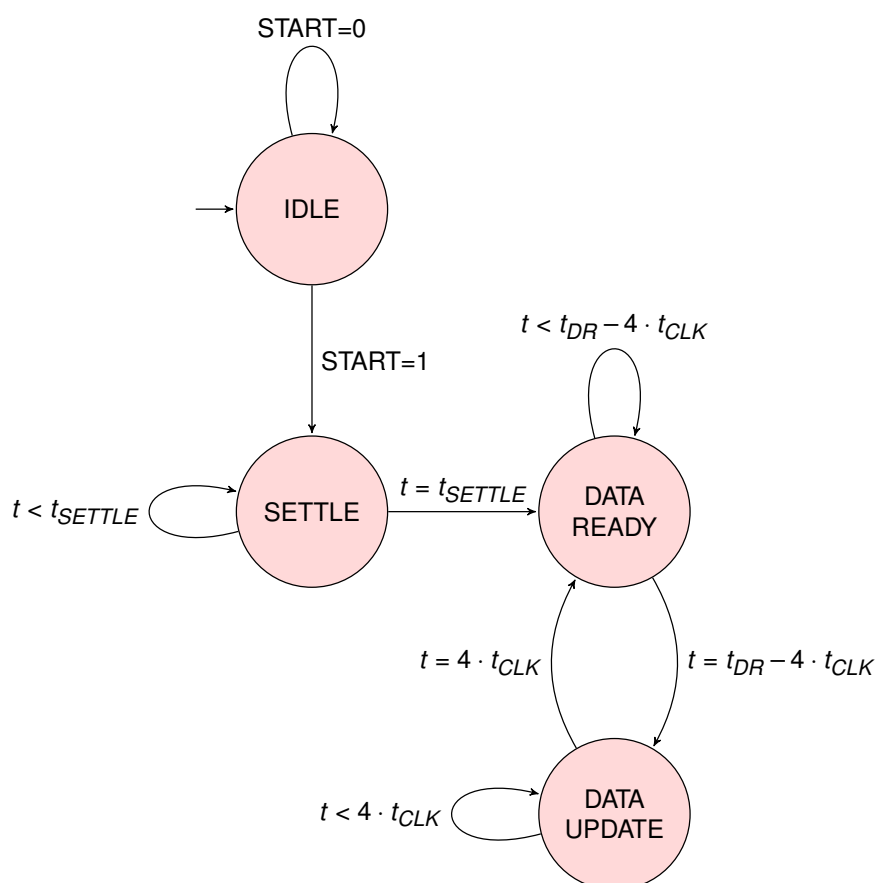 START=0
IDLE
START=1
t < t_DR − 4 · t_CLK
t < t_SETTLE
SETTLE
t = t_SETTLE
DATA
READY
t = 4 · t_CLK
t = t_DR − 4 · t_CLK
t < 4 · t_CLK
DATA
UPDATE